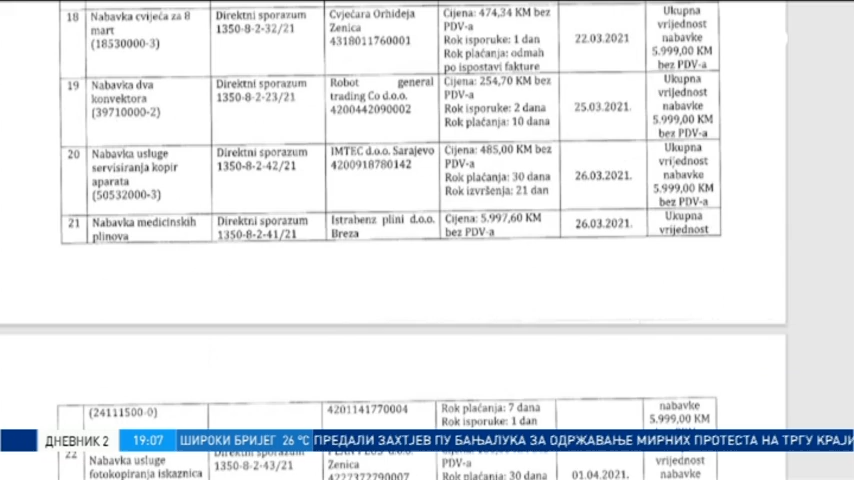 18 Nabavka cvijeća za 8 mart (18530000-3) Direktni sporazum 1350-8-2-32/21 Cvjećara Orhideja Zenica 4318011760001 Cijena: 474,34 KM bez PDV-a Rok isporuke: 1 dan Rok plaćanja: odmah po ispostavi fakture 22.03.2021 Ukupna vrijednost nabavke 5.999,00 KM bez PDV-a
19 Nabavka dva konvektora (39710000-2) Direktni sporazum 1350-8-2-23/21 Robot general trading Co d.o.o. 4200442090002 Cijena: 254,70 KM bez PDV-a Rok isporuke: 2 dana Rok plaćanja: 10 dana 25.03.2021. Ukupna vrijednost nabavke 5.999,00 KM bez PDV-a
20 Nabavka usluge servisiranja kopir aparata (50532000-3) Direktni sporazum 1350-8-2-42/21 IMTEC d.o.o. Sarajevo 4200918780142 Cijena: 485,00 KM bez PDV-a Rok plaćanja: 30 dana Rok izvršenja: 21 dan 26.03.2021. Ukupna vrijednost nabavke 5.999,00 KM bez PDV-a
21 Nabavka medicinskih plinova Direktni sporazum 1350-8-2-41/21 Istrabenz plini d.o.o. Breza Cijena: 5.997,60 KM bez PDV-a 26.03.2021. Ukupna vrijednost
(24111500-0) 4201141770004 Rok plaćanja: 7 dana Rok isporuke: 1 dan nabavke 5.999,00 KM
ДНЕВНИК 2 19:07 ШИРОКИ БРИЈЕГ 26 °C ПРЕДАЛИ ЗАХТЈЕВ ПУ БАЊАЛУКА ЗА ОДРЖАВАЊЕ МИРНИХ ПРОТЕСТА НА ТРГУ КРАЈИ
22 Nabavka usluge fotokopiranja iskaznica Direktni sporazum 1350-8-2-43/21 Zenica 4227372790007 PDV-a Rok plaćanja: 30 dana 01.04.2021. vrijednost nabavke